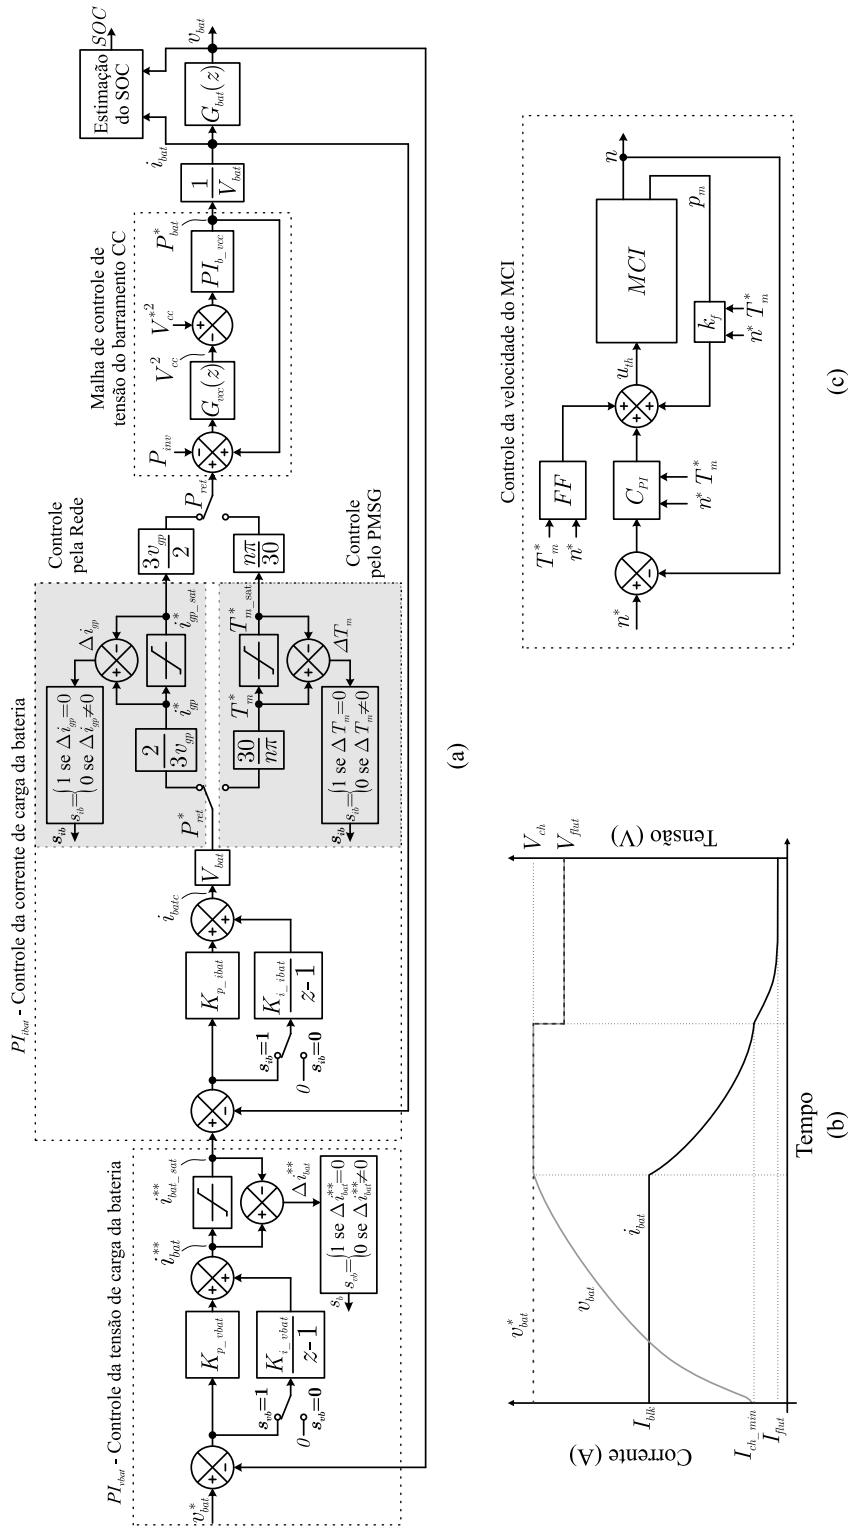 PI_vbat - Controle da tensão de carga da bateria
v*_bat
s_vb=1
0
s_vb=0
K_p_vbat
K_i_vbat
z-1
i**_bat
i**_bat_sat
Δi**_bat
s_b
s_vb={1 se Δi**_bat=0
0 se Δi**_bat≠0
PI_ibat - Controle da corrente de carga da bateria
s_ib=1
0
s_ib=0
K_p_ibat
K_i_ibat
z-1
i_batc
V_bat
P*_ret
s_ib
s_ib={1 se Δi_gp=0
0 se Δi_gp≠0
Δi_gp
2
3v_gp
i*_gp
i*_gp_sat
3v_gp
2
Controle
pela Rede
30
nπ
T*_m
T*_m_sat
ΔT_m
s_ib
s_ib={1 se ΔT_m=0
0 se ΔT_m≠0
nπ
30
Controle
pelo PMSG
P_ret
Malha de controle de
tensão do barramento CC
P_inv
G_vcc(z)
V²_cc
V*²_cc
PI_b_vcc
P*_bat
1
V_bat
i_bat
G_bat(z)
v_bat
Estimação
do SOC
SOC
(a)
Corrente (A)
v*_bat
v_bat
i_bat
I_blk
I_ch_min
I_flut
V_ch
V_flut
Tensão (V)
Tempo
(b)
Controle da velocidade do MCI
n*
T*_m
n*
FF
C_PI
n* T*_m
u_th
MCI
k_f
n* T*_m
p_m
n
(c)